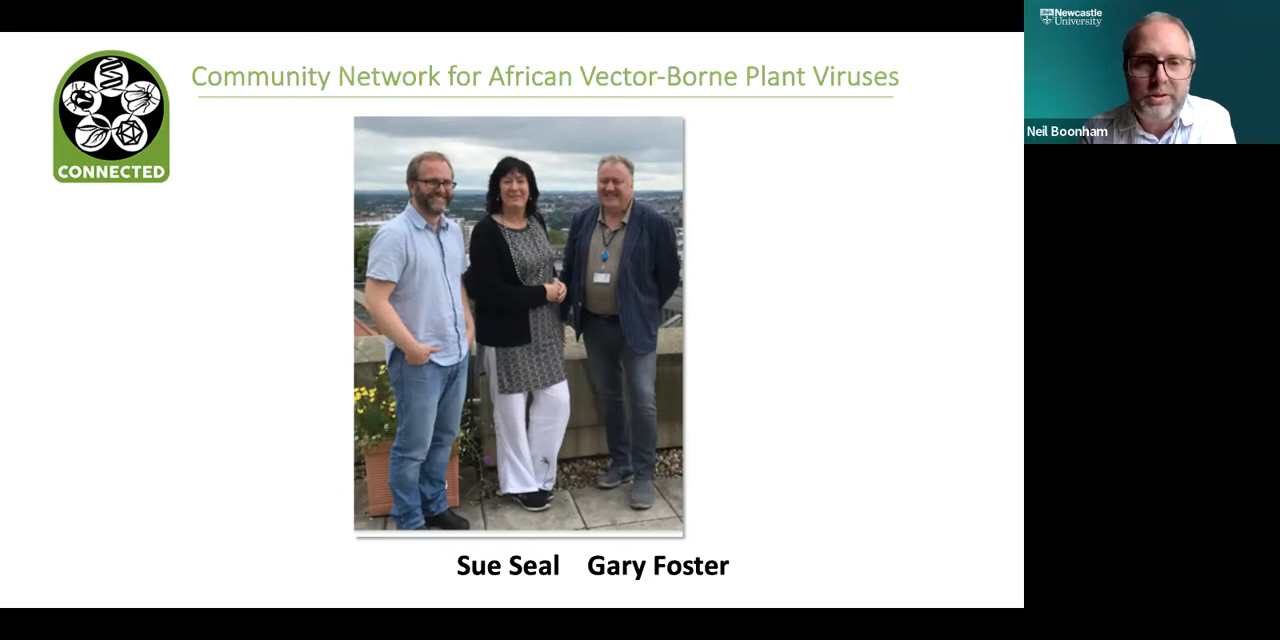 Community Network for African Vector-Borne Plant Viruses
CONNECTED
Sue Seal Gary Foster
Newcastle
University
Neil Boonham